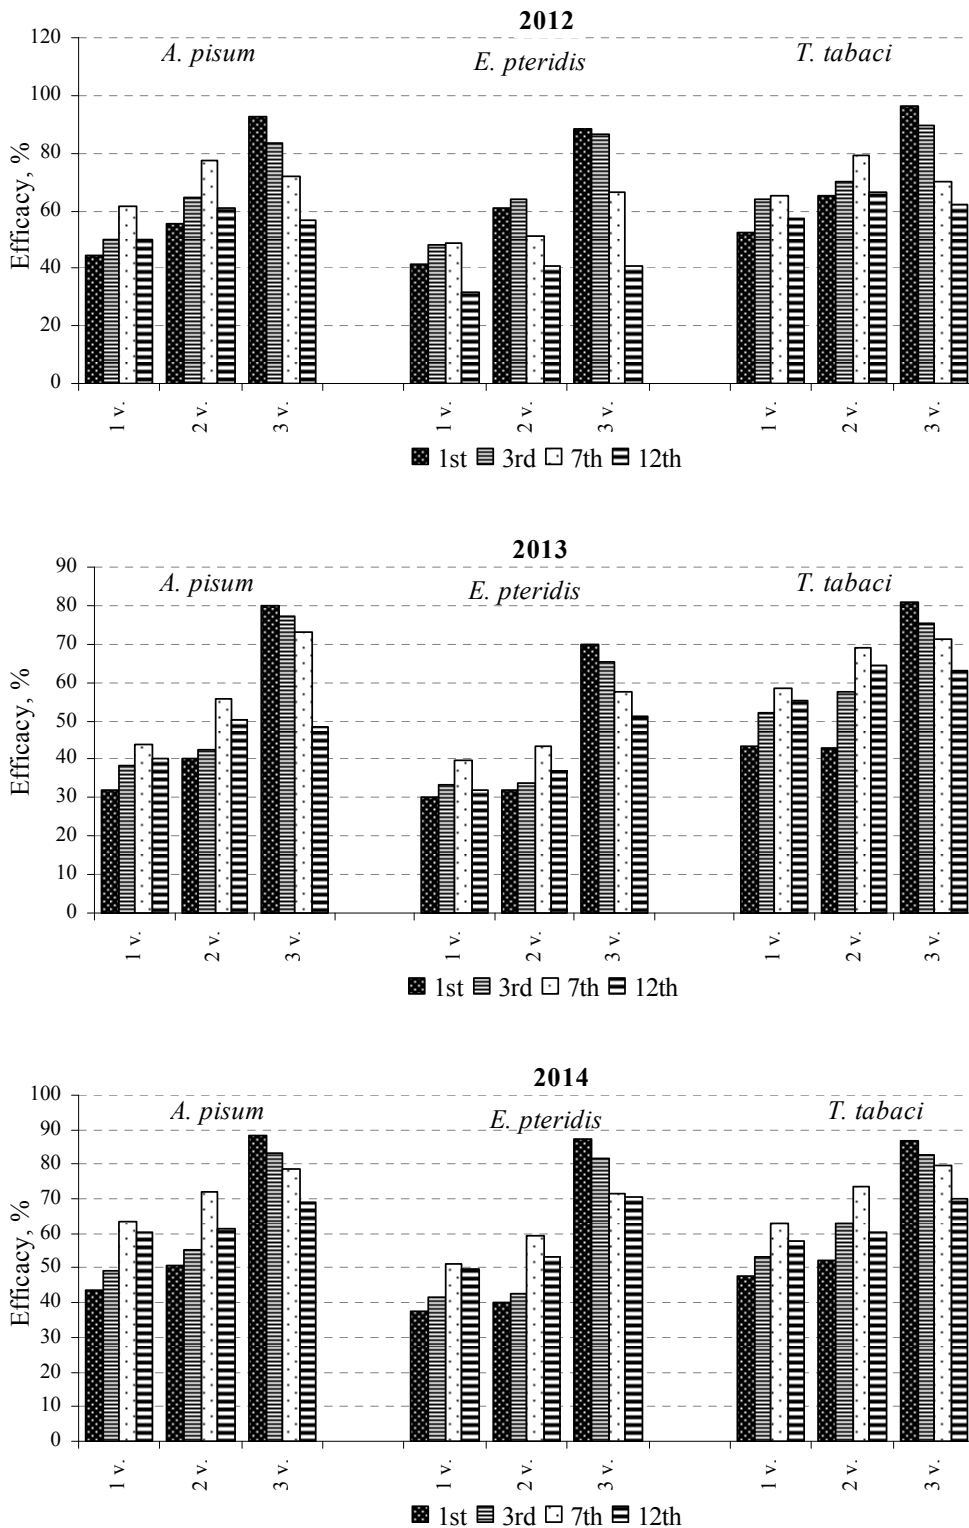 2012
120
A. pisum
E. pteridis
T. tabaci
100
80
60
40
20
0
Efficacy, %
1 v.
2 v.
3 v.
1 v.
2 v.
3 v.
1 v.
2 v.
3 v.
1st 3rd 7th 12th
2013
90
A. pisum
E. pteridis
T. tabaci
80
70
60
50
40
30
20
10
0
Efficacy, %
1 v.
2 v.
3 v.
1 v.
2 v.
3 v.
1 v.
2 v.
3 v.
1st 3rd 7th 12th
2014
100
A. pisum
E. pteridis
T. tabaci
90
80
70
60
50
40
30
20
10
0
Efficacy, %
1 v.
2 v.
3 v.
1 v.
2 v.
3 v.
1 v.
2 v.
3 v.
1st 3rd 7th 12th